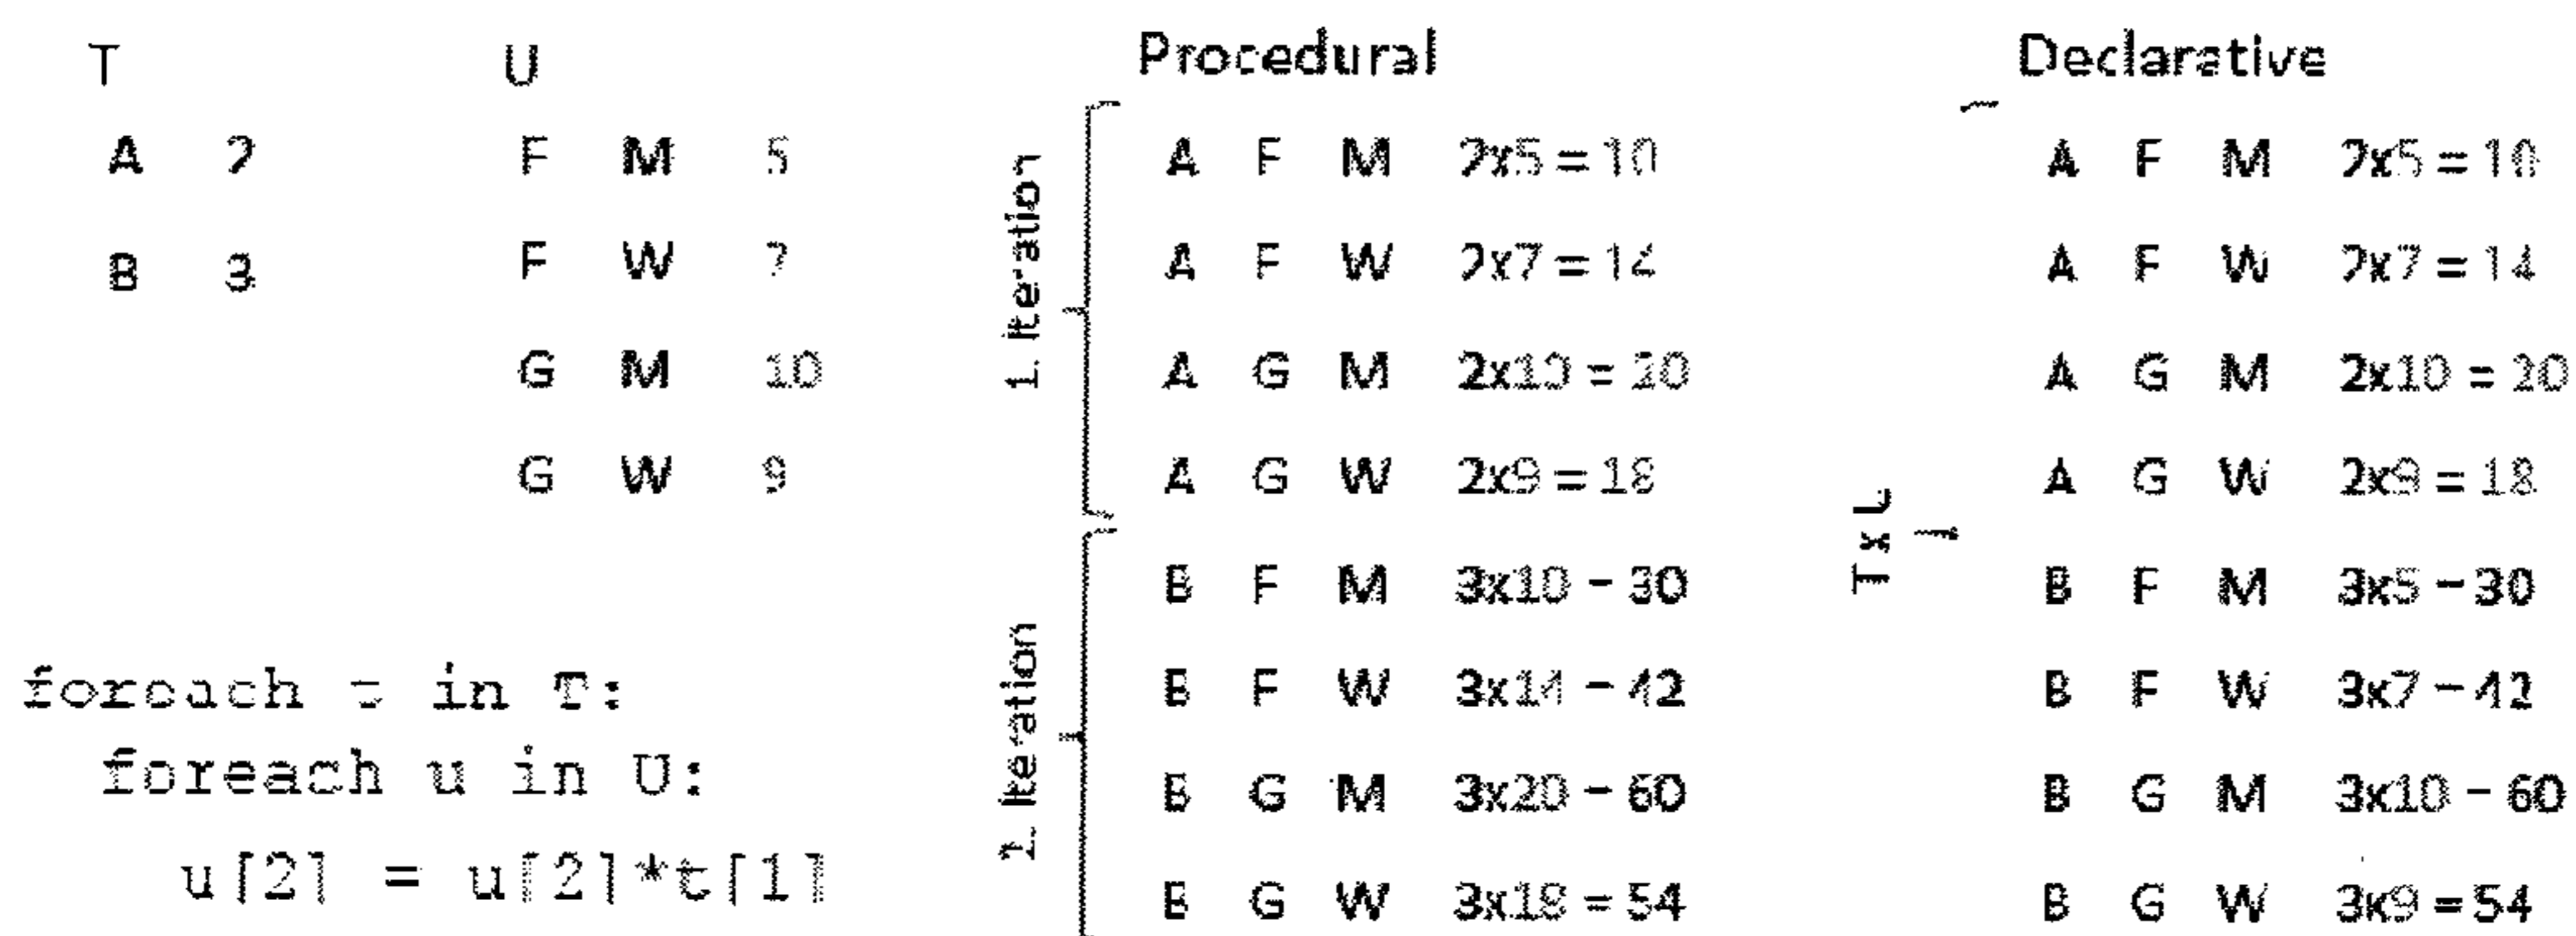 T U Procedural Declarative
A 2 F M 5 A F M 2x5 = 10 A F M 2x5 = 10
B 3 F W 7 A F W 2x7 = 14 A F W 2x7 = 14
G M 10 A G M 2x10 = 20 A G M 2x10 = 20
G W 9 A G W 2x9 = 18 A G W 2x9 = 18
1. Iteration
T x
B F M 3x10 - 30 B F M 3x5 - 30
foreach t in T: B F W 3x14 - 42 B F W 3x7 - 42
foreach u in U: B G M 3x20 - 60 B G M 3x10 - 60
u[2] = u[2]*t[1] B G W 3x18 = 54 B G W 3x9 = 54
2. Iteration